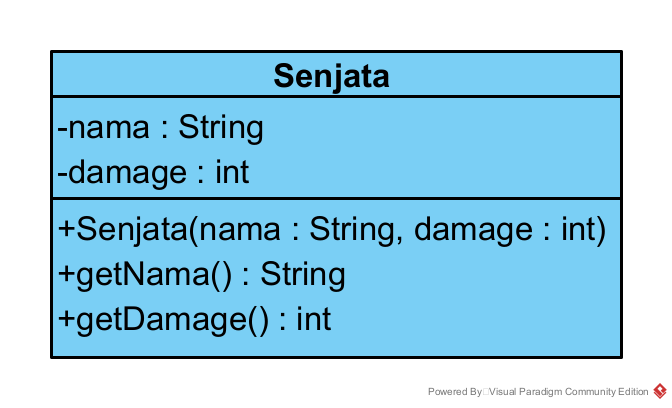 Senjata
-nama : String
-damage : int
+Senjata(nama : String, damage : int)
+getNama() : String
+getDamage() : int
Powered By Visual Paradigm Community Edition